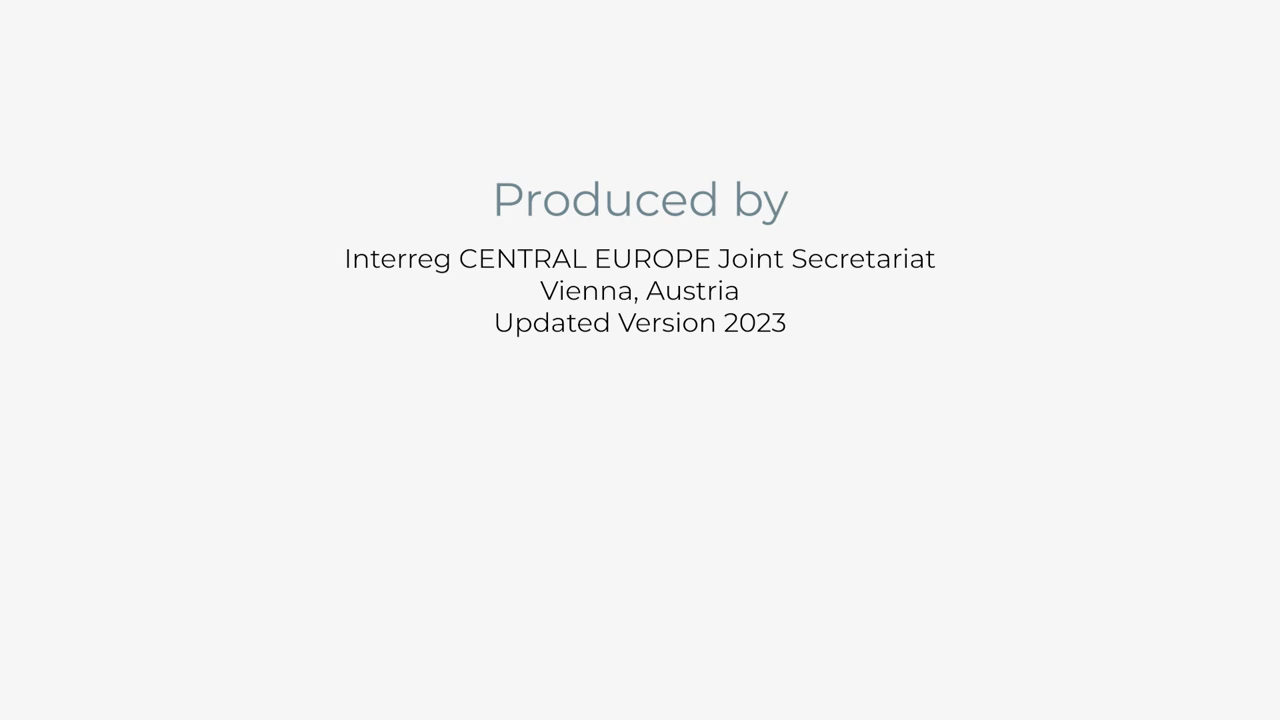 Produced by
Interreg CENTRAL EUROPE Joint Secretariat
Vienna, Austria
Updated Version 2023